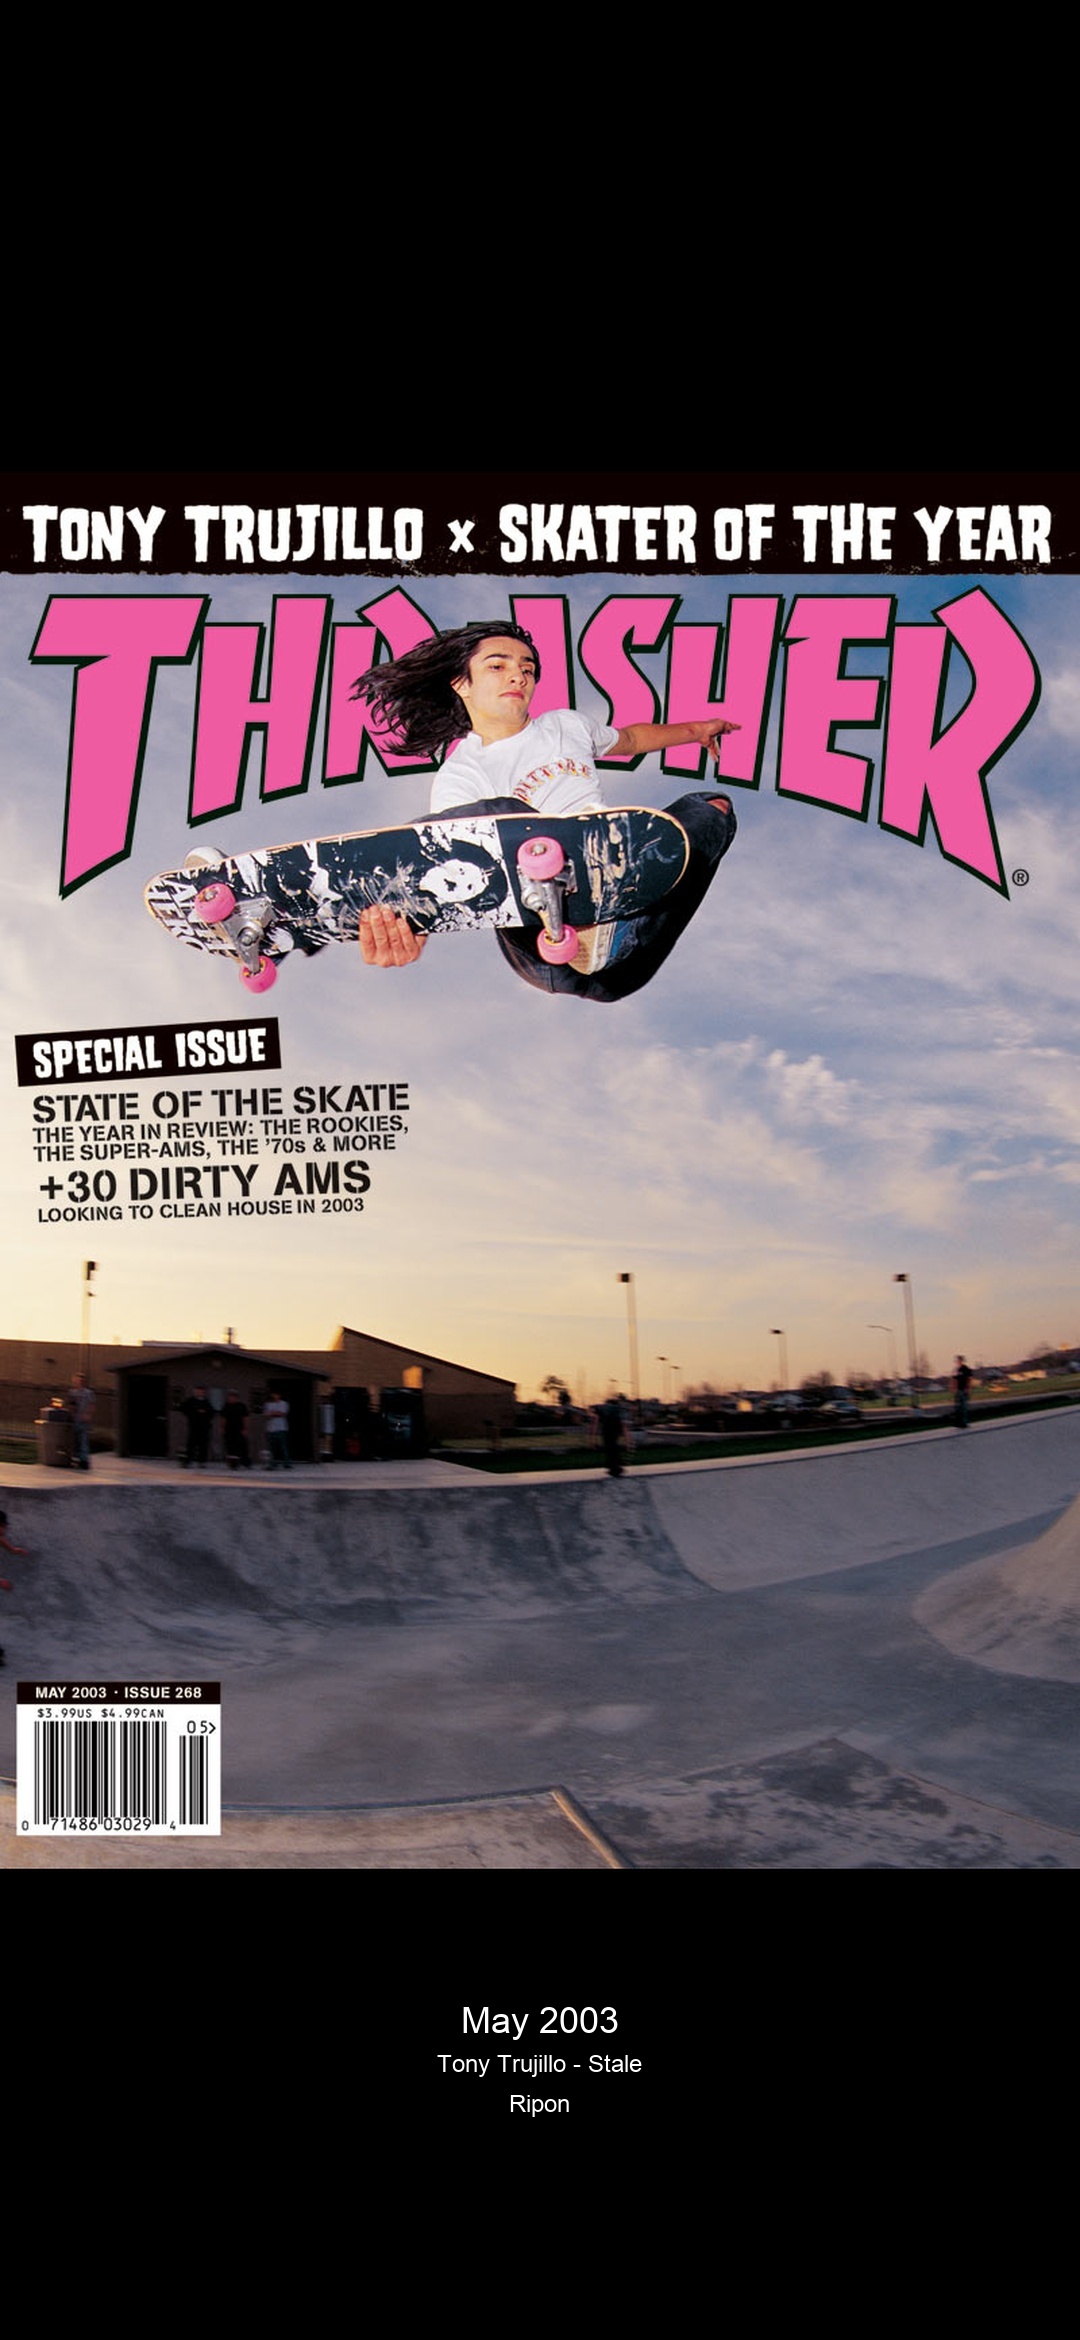 TONY TRUJILLO x SKATER OF THE YEAR
THRASHER
®
SPITFIRE
SPECIAL ISSUE
STATE OF THE SKATE
THE YEAR IN REVIEW: THE ROOKIES,
THE SUPER-AMS, THE '70s & MORE
+30 DIRTY AMS
LOOKING TO CLEAN HOUSE IN 2003
MAY 2003 · ISSUE 268
$3.99US $4.99CAN
05>
0 71486 03029 4
May 2003
Tony Trujillo - Stale
Ripon